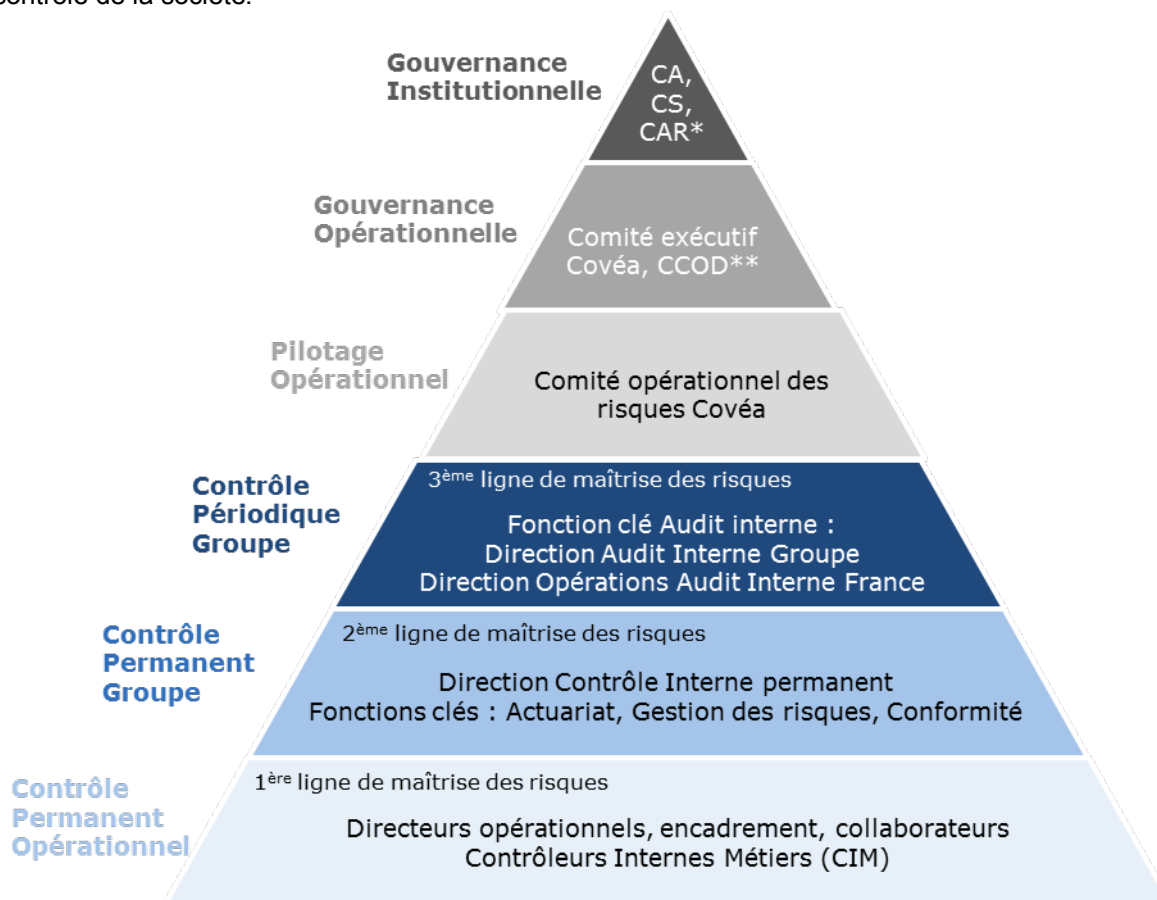 contrôle de la société.
Gouvernance
Institutionnelle
CA,
CS,
CAR*
Gouvernance
Opérationnelle
Comité exécutif
Covéa, CCOD**
Pilotage
Opérationnel
Comité opérationnel des
risques Covéa
Contrôle
Périodique
Groupe
3ème ligne de maîtrise des risques
Fonction clé Audit interne :
Direction Audit Interne Groupe
Direction Opérations Audit Interne France
Contrôle
Permanent
Groupe
2ème ligne de maîtrise des risques
Direction Contrôle Interne permanent
Fonctions clés : Actuariat, Gestion des risques, Conformité
Contrôle
Permanent
Opérationnel
1ère ligne de maîtrise des risques
Directeurs opérationnels, encadrement, collaborateurs
Contrôleurs Internes Métiers (CIM)